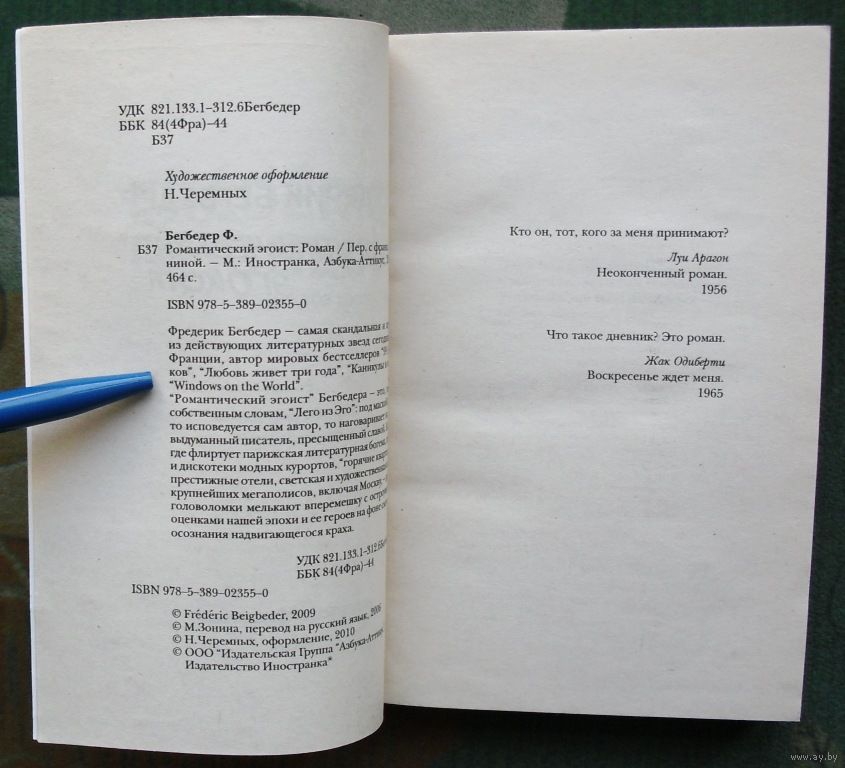 УДК 821.133.1–312.6Бегбедер
ББК 84(4Фра)–44
Б37
Художественное оформление
Н.Черемных
Бегбедер Ф.
Б37 Романтический эгоист: Роман / Пер. с
ниной. — М.: Иностранка, Азбука-Аттикус,
464 с.
ISBN 978–5–389–02355–0
Фредерик Бегбедер — самая скандальная и
из действующих литературных звезд
Франции, автор мировых бестселлеров
ков", "Любовь живет три года", "Каникулы в
"Windows on the World".
"Романтический эгоист" Бегбедера —
собственным словам, "Лего из Эго": под
то исповедуется сам автор, то наговаривает
выдуманный писатель, пресыщенный славой.
где флиртует парижская литературная богема,
и дискотеки модных курортов, "горячие
престижные отели, светская и
крупнейших мегаполисов, включая Москву, –
головоломки мелькают вперемешку с
оценками нашей эпохи и ее героев на фоне
осознания надвигающегося краха.
УДК 821.133.1–312.6
ББК 84(4Фра)–44
ISBN 978–5–389–02355–0
© Frédéric Beigbeder, 2009
© М.Зонина, перевод на русский язык, 2006
© Н.Черемных, оформление, 2010
© ООО "Издательская Группа "Азбука-Аттикус",
Издательство Иностранка"
Кто он, тот, кого за меня принимают?
Луи Арагон
Неоконченный роман.
1956
Что такое дневник? Это роман.
Жак Одиберти
Воскресенье ждет меня.
1965
www.ay.by